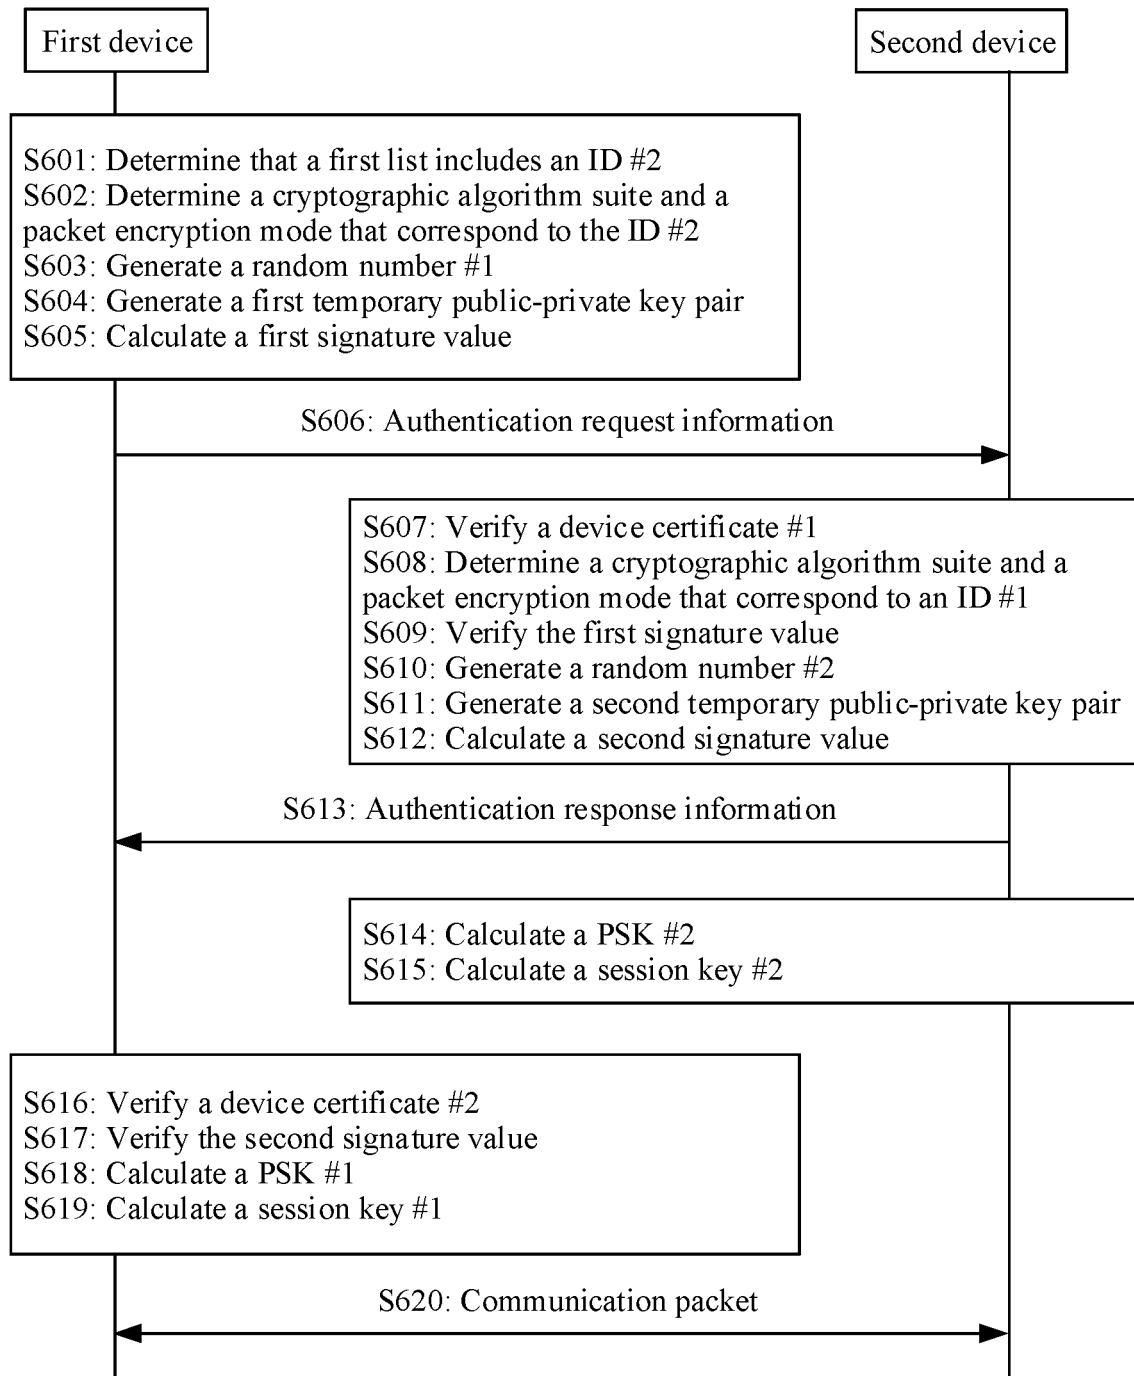 First device
Second device
S601: Determine that a first list includes an ID #2
S602: Determine a cryptographic algorithm suite and a
packet encryption mode that correspond to the ID #2
S603: Generate a random number #1
S604: Generate a first temporary public-private key pair
S605: Calculate a first signature value
S606: Authentication request information
S607: Verify a device certificate #1
S608: Determine a cryptographic algorithm suite and a
packet encryption mode that correspond to an ID #1
S609: Verify the first signature value
S610: Generate a random number #2
S611: Generate a second temporary public-private key pair
S612: Calculate a second signature value
S613: Authentication response information
S614: Calculate a PSK #2
S615: Calculate a session key #2
S616: Verify a device certificate #2
S617: Verify the second signature value
S618: Calculate a PSK #1
S619: Calculate a session key #1
S620: Communication packet